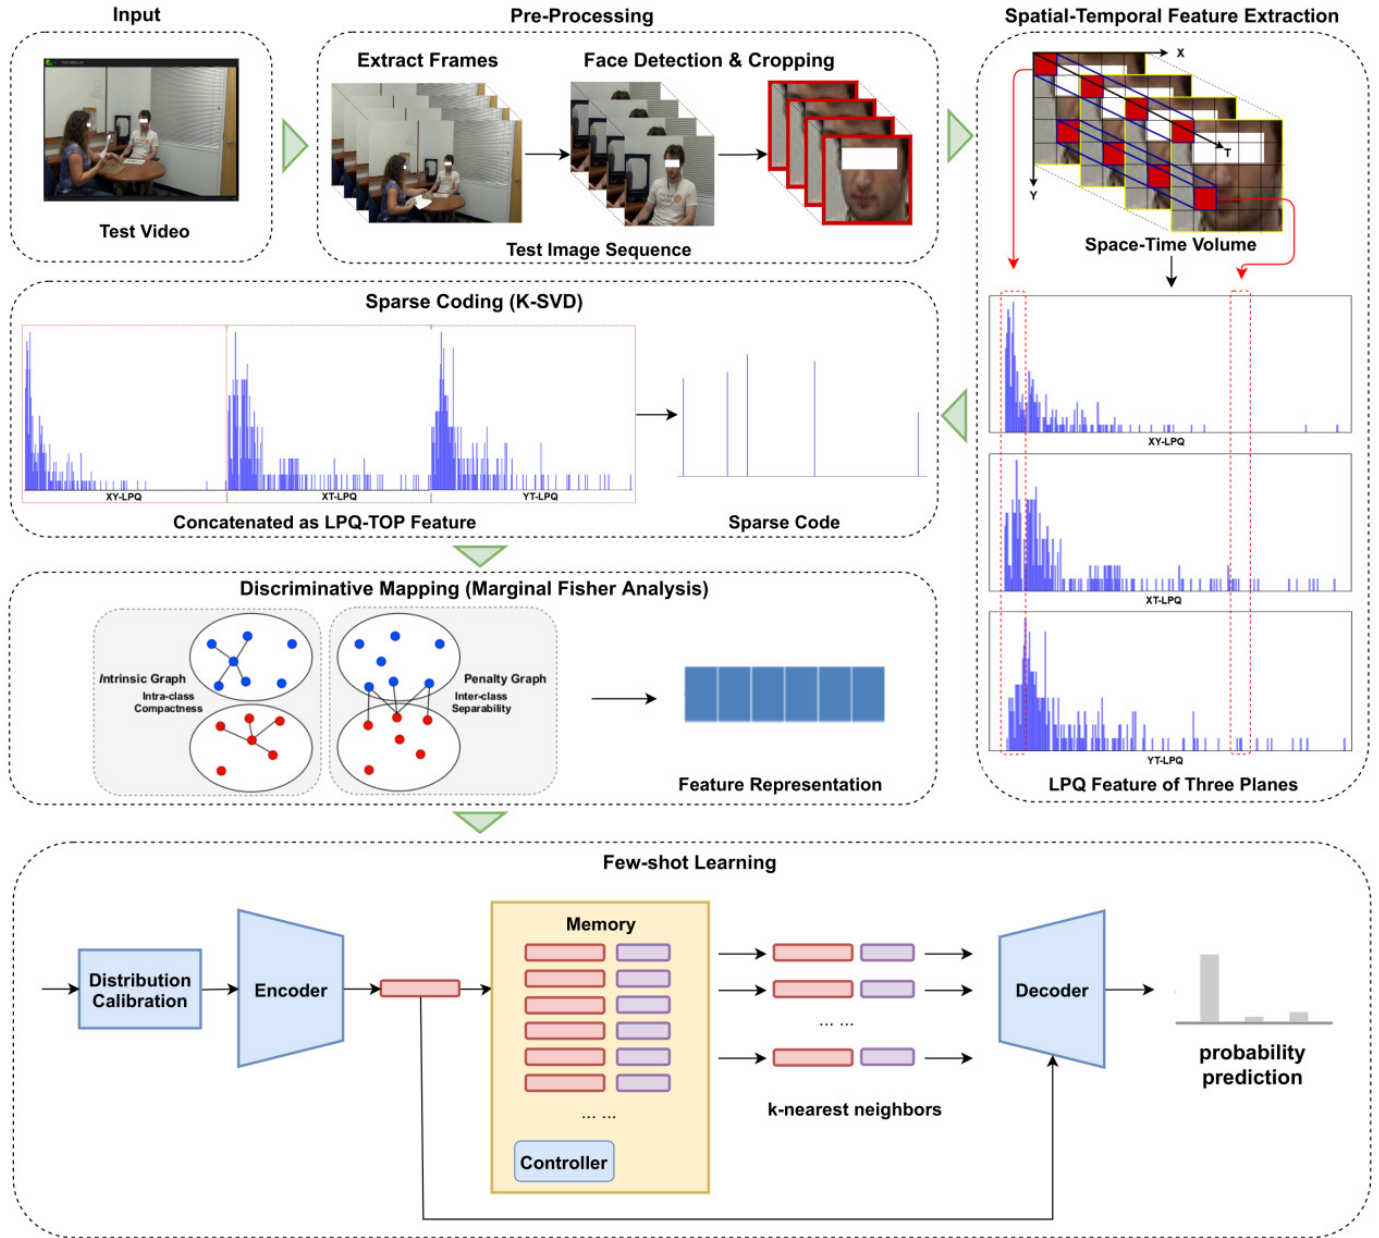 Input
Pre-Processing
Spatial-Temporal Feature Extraction
Extract Frames
Face Detection & Cropping
Test Video
Test Image Sequence
X
T
Y
Space-Time Volume
Sparse Coding (K-SVD)
XY-LPQ
XT-LPQ
YT-LPQ
Concatenated as LPQ-TOP Feature
Sparse Code
XY-LPQ
XT-LPQ
YT-LPQ
LPQ Feature of Three Planes
Discriminative Mapping (Marginal Fisher Analysis)
Intrinsic Graph
Intra-class
Compactness
Penalty Graph
Inter-class
Separability
Feature Representation
Few-shot Learning
Distribution
Calibration
Encoder
Memory
... ...
Controller
... ...
k-nearest neighbors
Decoder
probability
prediction